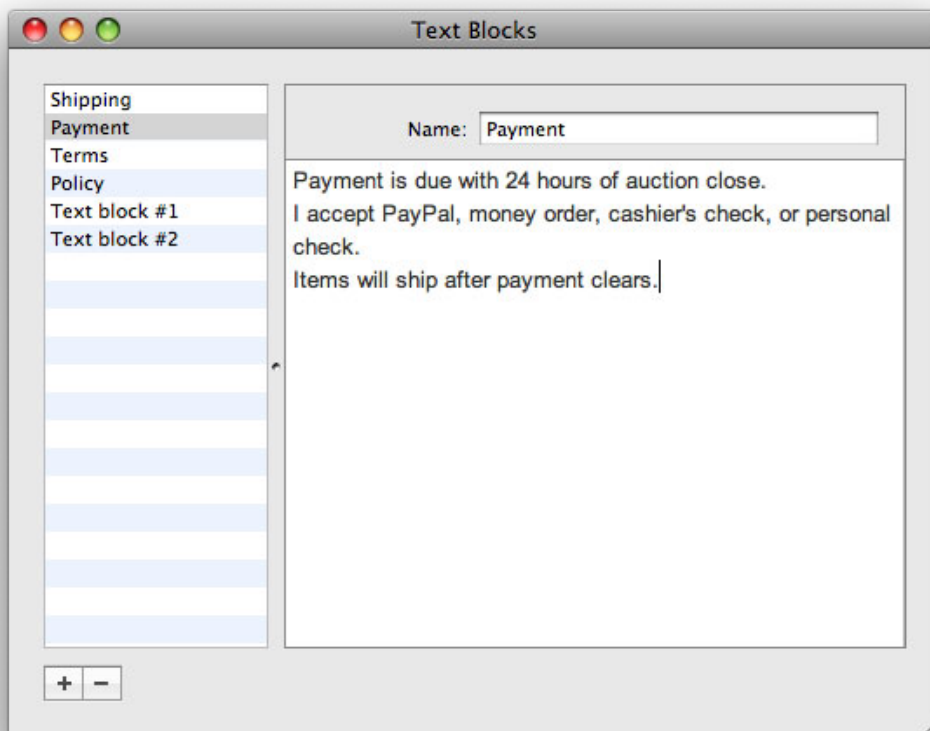 Text Blocks
Shipping
Payment
Terms
Policy
Text block #1
Text block #2
Name: Payment
Payment is due with 24 hours of auction close.
I accept PayPal, money order, cashier's check, or personal
check.
Items will ship after payment clears.